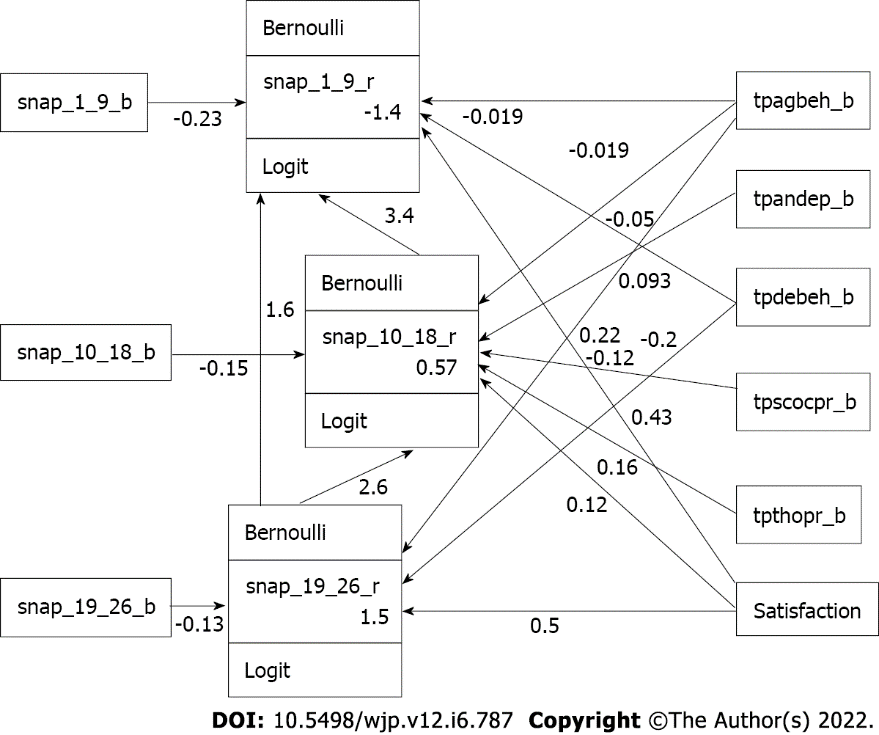 Bernoulli
snap_1_9_r
-1.4
Logit
snap_1_9_b
-0.23
tpagbeh_b
-0.019
-0.019
tpandep_b
3.4
-0.05
Bernoulli
snap_10_18_r
0.57
Logit
1.6
0.093
tpdebeh_b
snap_10_18_b
-0.15
0.22
-0.2
-0.12
tpscocpr_b
0.43
0.16
2.6
0.12
tpthopr_b
Bernoulli
snap_19_26_r
1.5
Logit
snap_19_26_b
-0.13
Satisfaction
0.5
DOI: 10.5498/wjp.v12.i6.787 Copyright ©The Author(s) 2022.